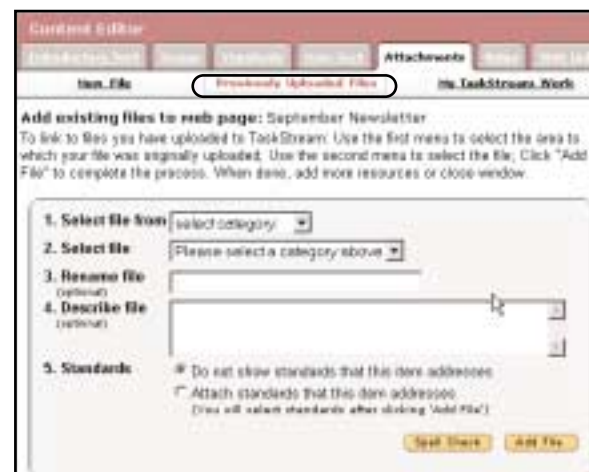 Content Editor
Attachments
New File Previously Uploaded Files My TaskStream Work
Add existing files to web page: September Newsletter
To link to files you have uploaded to TaskStream: Use the first menu to select the area to
which your file was originally uploaded; Use the second menu to select the file; Click "Add
File" to complete the process. When done, add more resources or close window.
1. Select file from select category
2. Select file Please select a category above
3. Rename file
(optional)
4. Describe file
(optional)
5. Standards Do not show standards that this item addresses
Attach standards that this item addresses
(You will select standards after clicking 'Add File')
Spell Check Add File